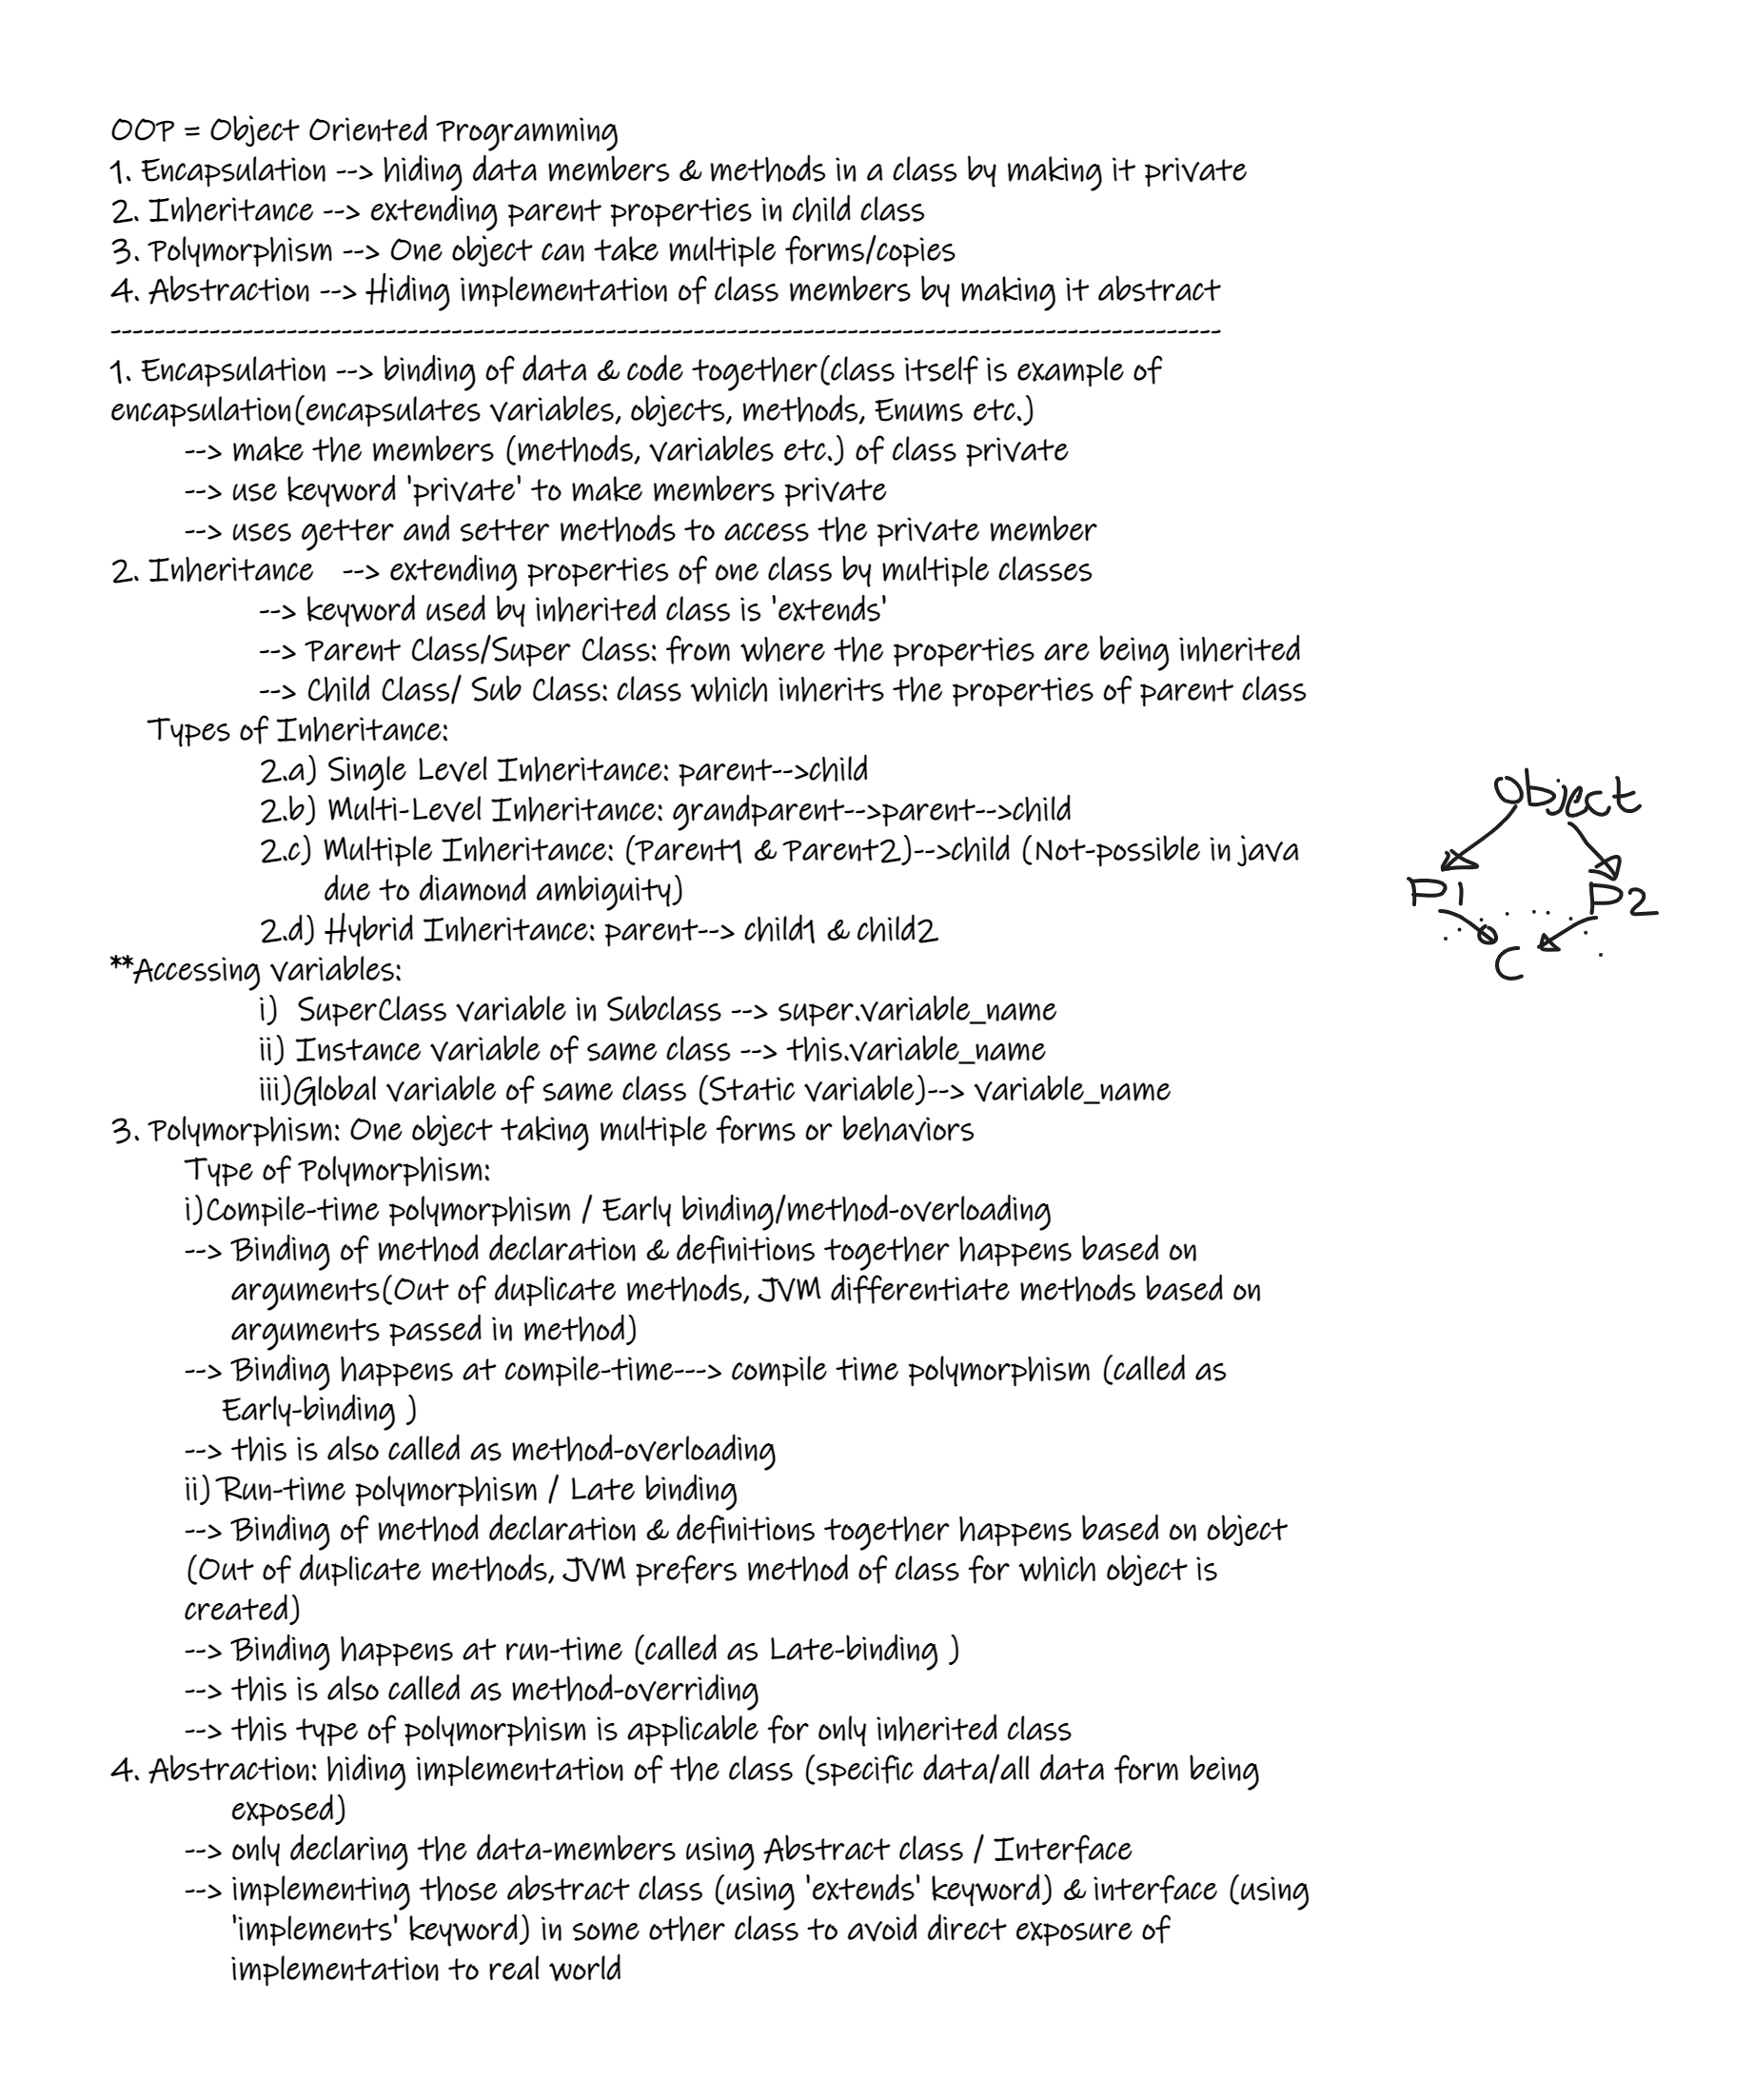 OOP = Object Oriented Programming
1. Encapsulation --> hiding data members & methods in a class by making it private
2. Inheritance --> extending parent properties in child class
3. Polymorphism --> One object can take multiple forms/copies
4. Abstraction --> Hiding implementation of class members by making it abstract
----------------------------------------------------------------------------------------------------
1. Encapsulation --> binding of data & code together(class itself is example of
encapsulation(encapsulates variables, objects, methods, Enums etc.)
--> make the members (methods, variables etc.) of class private
--> use keyword 'private' to make members private
--> uses getter and setter methods to access the private member
2. Inheritance --> extending properties of one class by multiple classes
--> keyword used by inherited class is 'extends'
--> Parent Class/Super Class: from where the properties are being inherited
--> Child Class/ Sub Class: class which inherits the properties of parent class
Types of Inheritance:
2.a) Single Level Inheritance: parent-->child
2.b) Multi-Level Inheritance: grandparent-->parent-->child
2.c) Multiple Inheritance: (Parent1 & Parent2)-->child (Not-possible in java
due to diamond ambiguity)
2.d) Hybrid Inheritance: parent--> child1 & child2
Object
P1 P2
C
**Accessing variables:
i) SuperClass variable in Subclass --> super.variable_name
ii) Instance variable of same class --> this.variable_name
iii)Global variable of same class (Static variable)--> variable_name
3. Polymorphism: One object taking multiple forms or behaviors
Type of Polymorphism:
i)Compile-time polymorphism / Early binding/method-overloading
--> Binding of method declaration & definitions together happens based on
arguments(Out of duplicate methods, JVM differentiate methods based on
arguments passed in method)
--> Binding happens at compile-time---> compile time polymorphism (called as
Early-binding )
--> this is also called as method-overloading
ii) Run-time polymorphism / Late binding
--> Binding of method declaration & definitions together happens based on object
(Out of duplicate methods, JVM prefers method of class for which object is
created)
--> Binding happens at run-time (called as Late-binding )
--> this is also called as method-overriding
--> this type of polymorphism is applicable for only inherited class
4. Abstraction: hiding implementation of the class (specific data/all data form being
exposed)
--> only declaring the data-members using Abstract class / Interface
--> implementing those abstract class (using 'extends' keyword) & interface (using
'implements' keyword) in some other class to avoid direct exposure of
implementation to real world